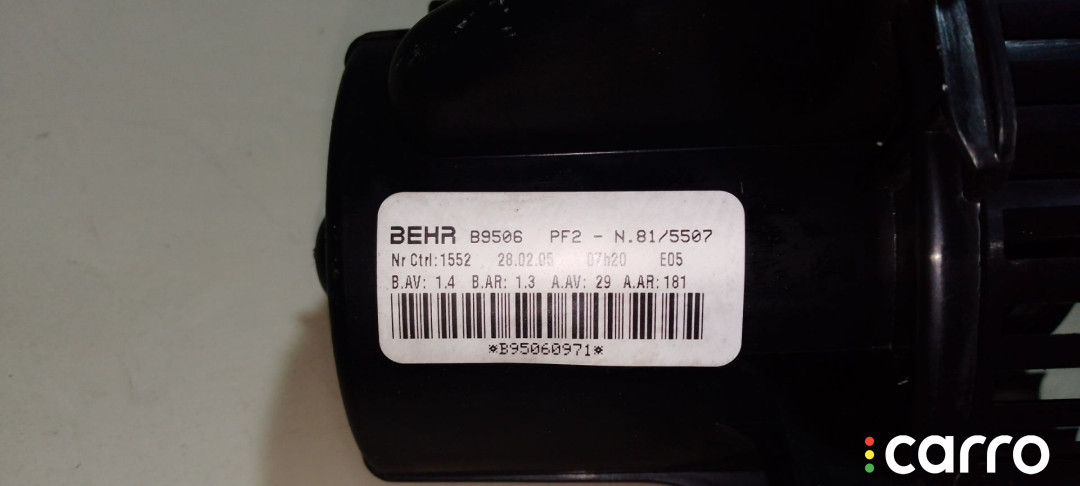 BEHR B9506 PF2 - N.81/5507
Nr Ctrl:1552 28.02.05 07h20 E05
B.AV: 1.4 B.AR: 1.3 A.AV: 29 A.AR: 181
*B95060971*
carro